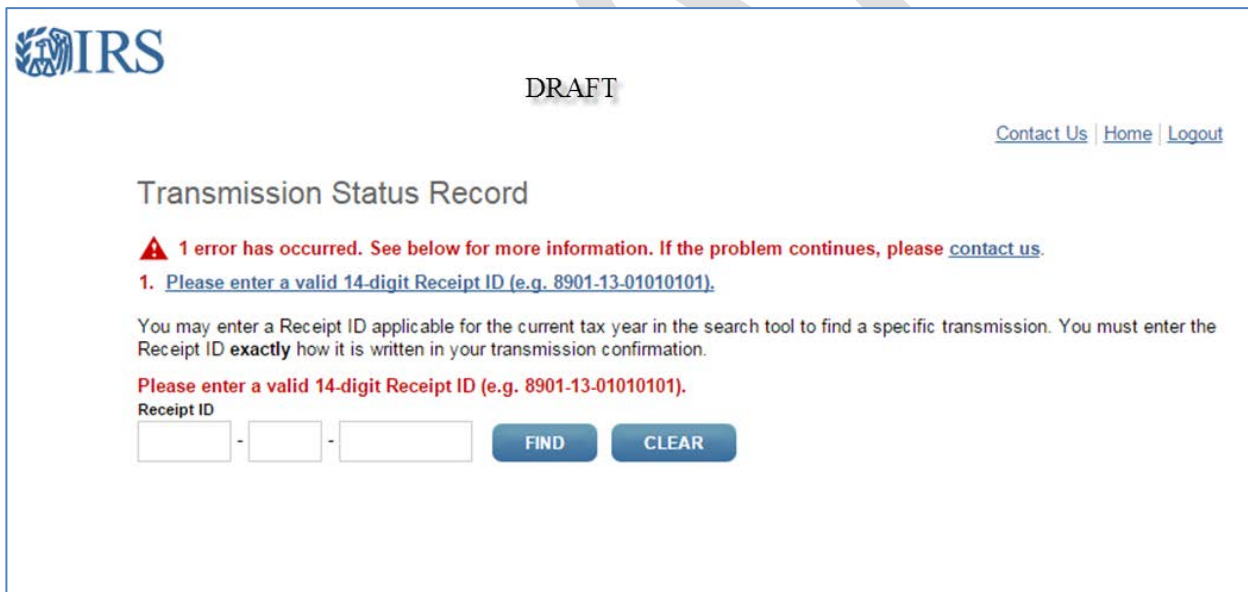 IRS
DRAFT
Contact Us | Home | Logout
Transmission Status Record
1 error has occurred. See below for more information. If the problem continues, please contact us.
1. Please enter a valid 14-digit Receipt ID (e.g. 8901-13-01010101).
You may enter a Receipt ID applicable for the current tax year in the search tool to find a specific transmission. You must enter the
Receipt ID exactly how it is written in your transmission confirmation.
Please enter a valid 14-digit Receipt ID (e.g. 8901-13-01010101).
Receipt ID
- - FIND CLEAR